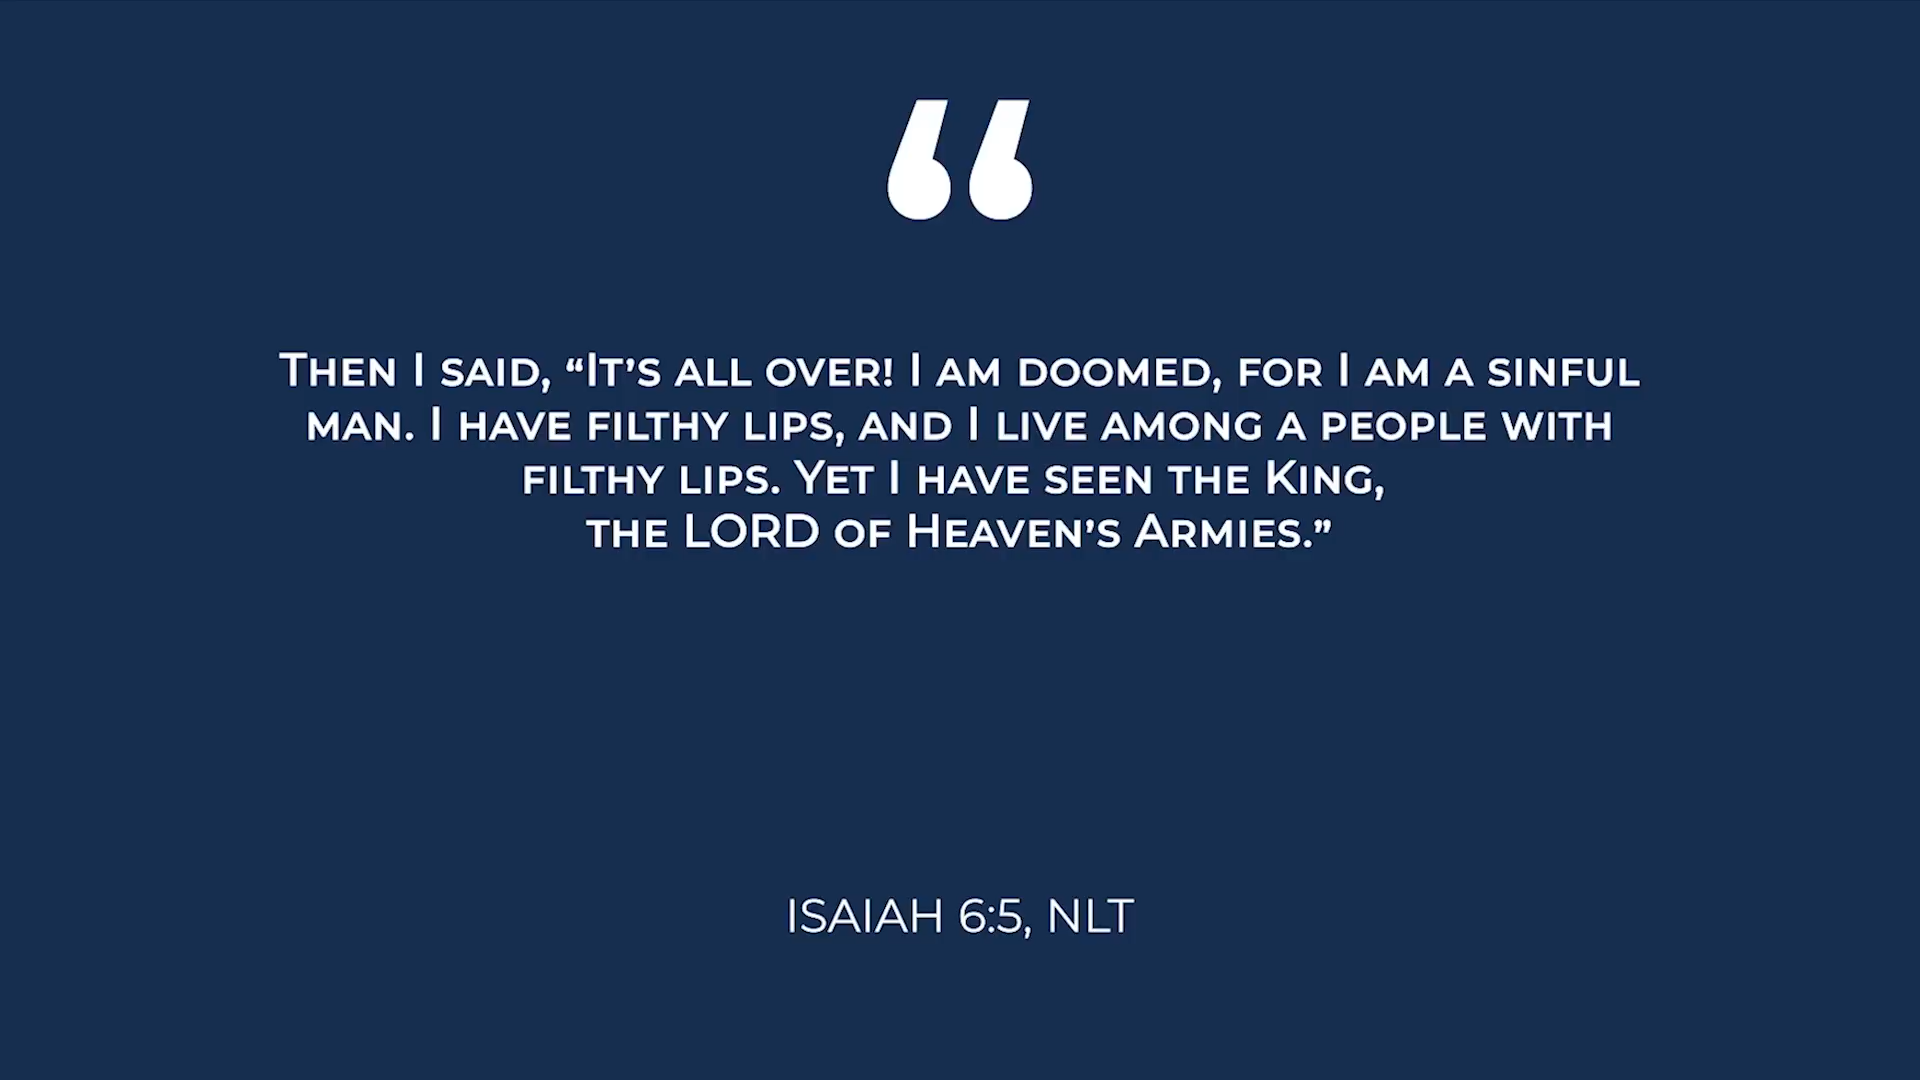 “
Then I said, “It’s all over! I am doomed, for I am a sinful
man. I have filthy lips, and I live among a people with
filthy lips. Yet I have seen the King,
the LORD of Heaven’s Armies.”
ISAIAH 6:5, NLT